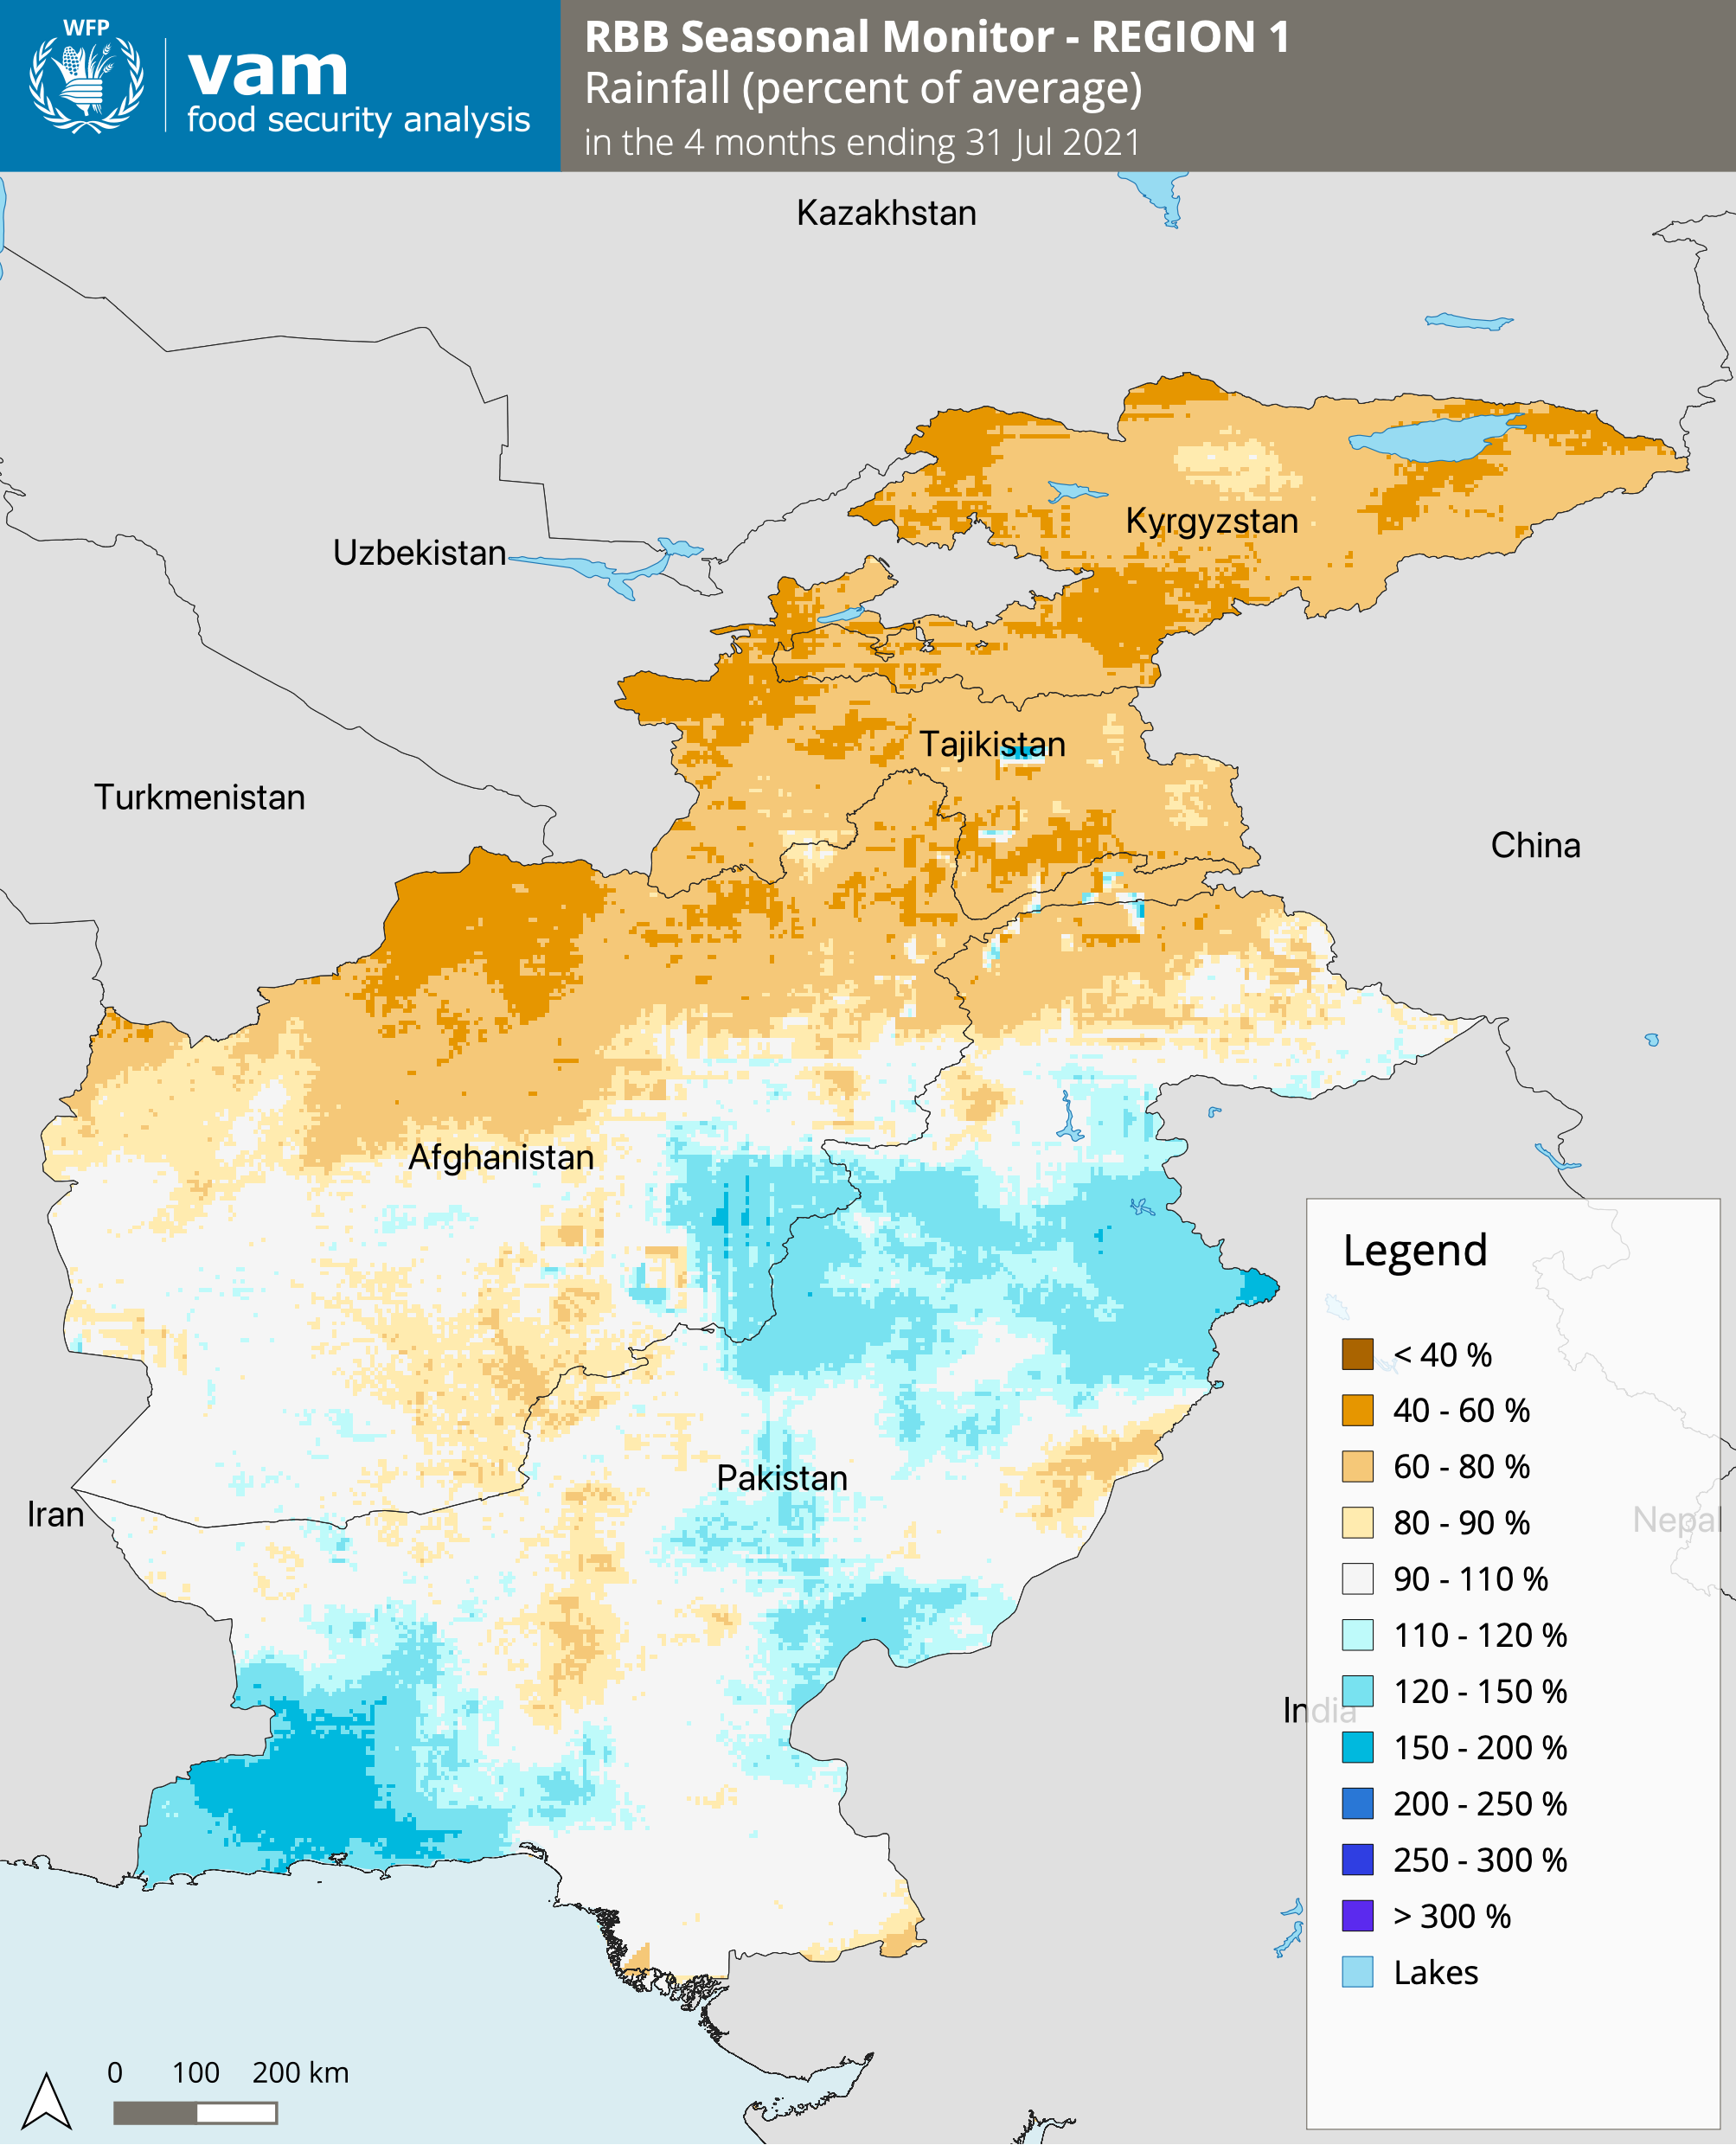 WFP
vam
food security analysis
RBB Seasonal Monitor - REGION 1
Rainfall (percent of average)
in the 4 months ending 31 Jul 2021
Kazakhstan
Kyrgyzstan
Uzbekistan
Tajikistan
Turkmenistan
China
Afghanistan
Pakistan
Iran
Nepal
India
Legend
< 40 %
40 - 60 %
60 - 80 %
80 - 90 %
90 - 110 %
110 - 120 %
120 - 150 %
150 - 200 %
200 - 250 %
250 - 300 %
> 300 %
Lakes
0 100 200 km